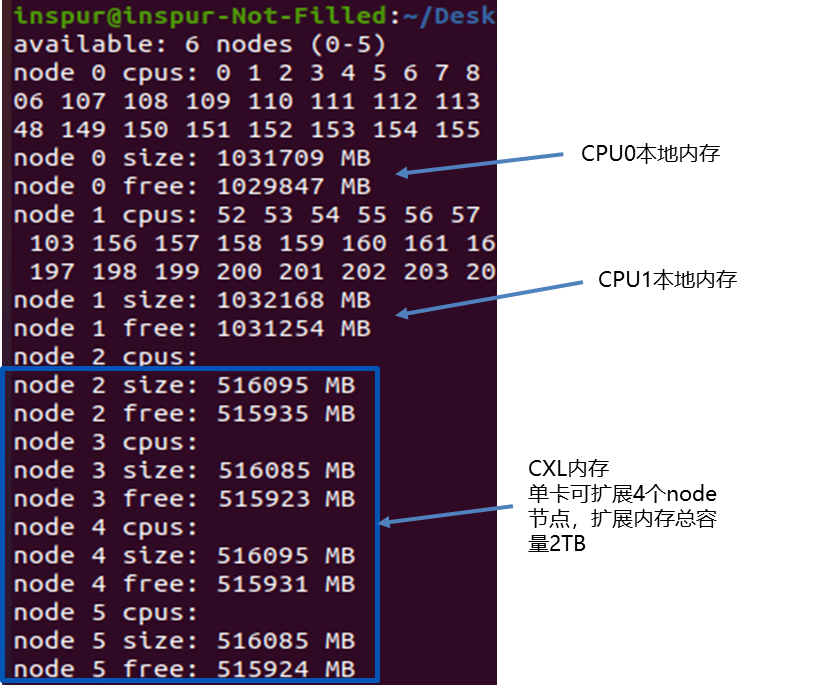 inspur@inspur-Not-Filled:~/Desk
available: 6 nodes (0-5)
node 0 cpus: 0 1 2 3 4 5 6 7 8
06 107 108 109 110 111 112 113
48 149 150 151 152 153 154 155
node 0 size: 1031709 MB
node 0 free: 1029847 MB
CPU0本地内存
node 1 cpus: 52 53 54 55 56 57
103 156 157 158 159 160 161 16
197 198 199 200 201 202 203 20
node 1 size: 1032168 MB
node 1 free: 1031254 MB
CPU1本地内存
node 2 cpus:
node 2 size: 516095 MB
node 2 free: 515935 MB
node 3 cpus:
node 3 size: 516085 MB
node 3 free: 515923 MB
node 4 cpus:
node 4 size: 516095 MB
node 4 free: 515931 MB
node 5 cpus:
node 5 size: 516085 MB
node 5 free: 515924 MB
CXL内存
单卡可扩展4个node
节点，扩展内存总容
量2TB